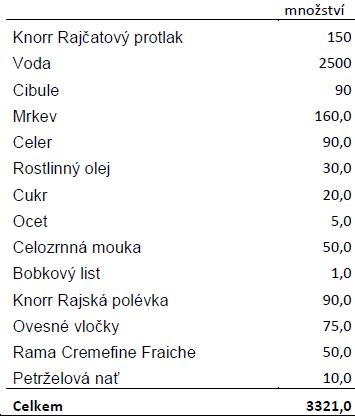 množství
Knorr Rajčatový protlak 150
Voda 2500
Cibule 90
Mrkev 160,0
Celer 90,0
Rostlinný olej 30,0
Cukr 20,0
Ocet 5,0
Celozrnná mouka 50,0
Bobkový list 1,0
Knorr Rajská polévka 90,0
Ovesné vločky 75,0
Rama Cremefine Fraiche 50,0
Petrželová nať 10,0
Celkem 3321,0